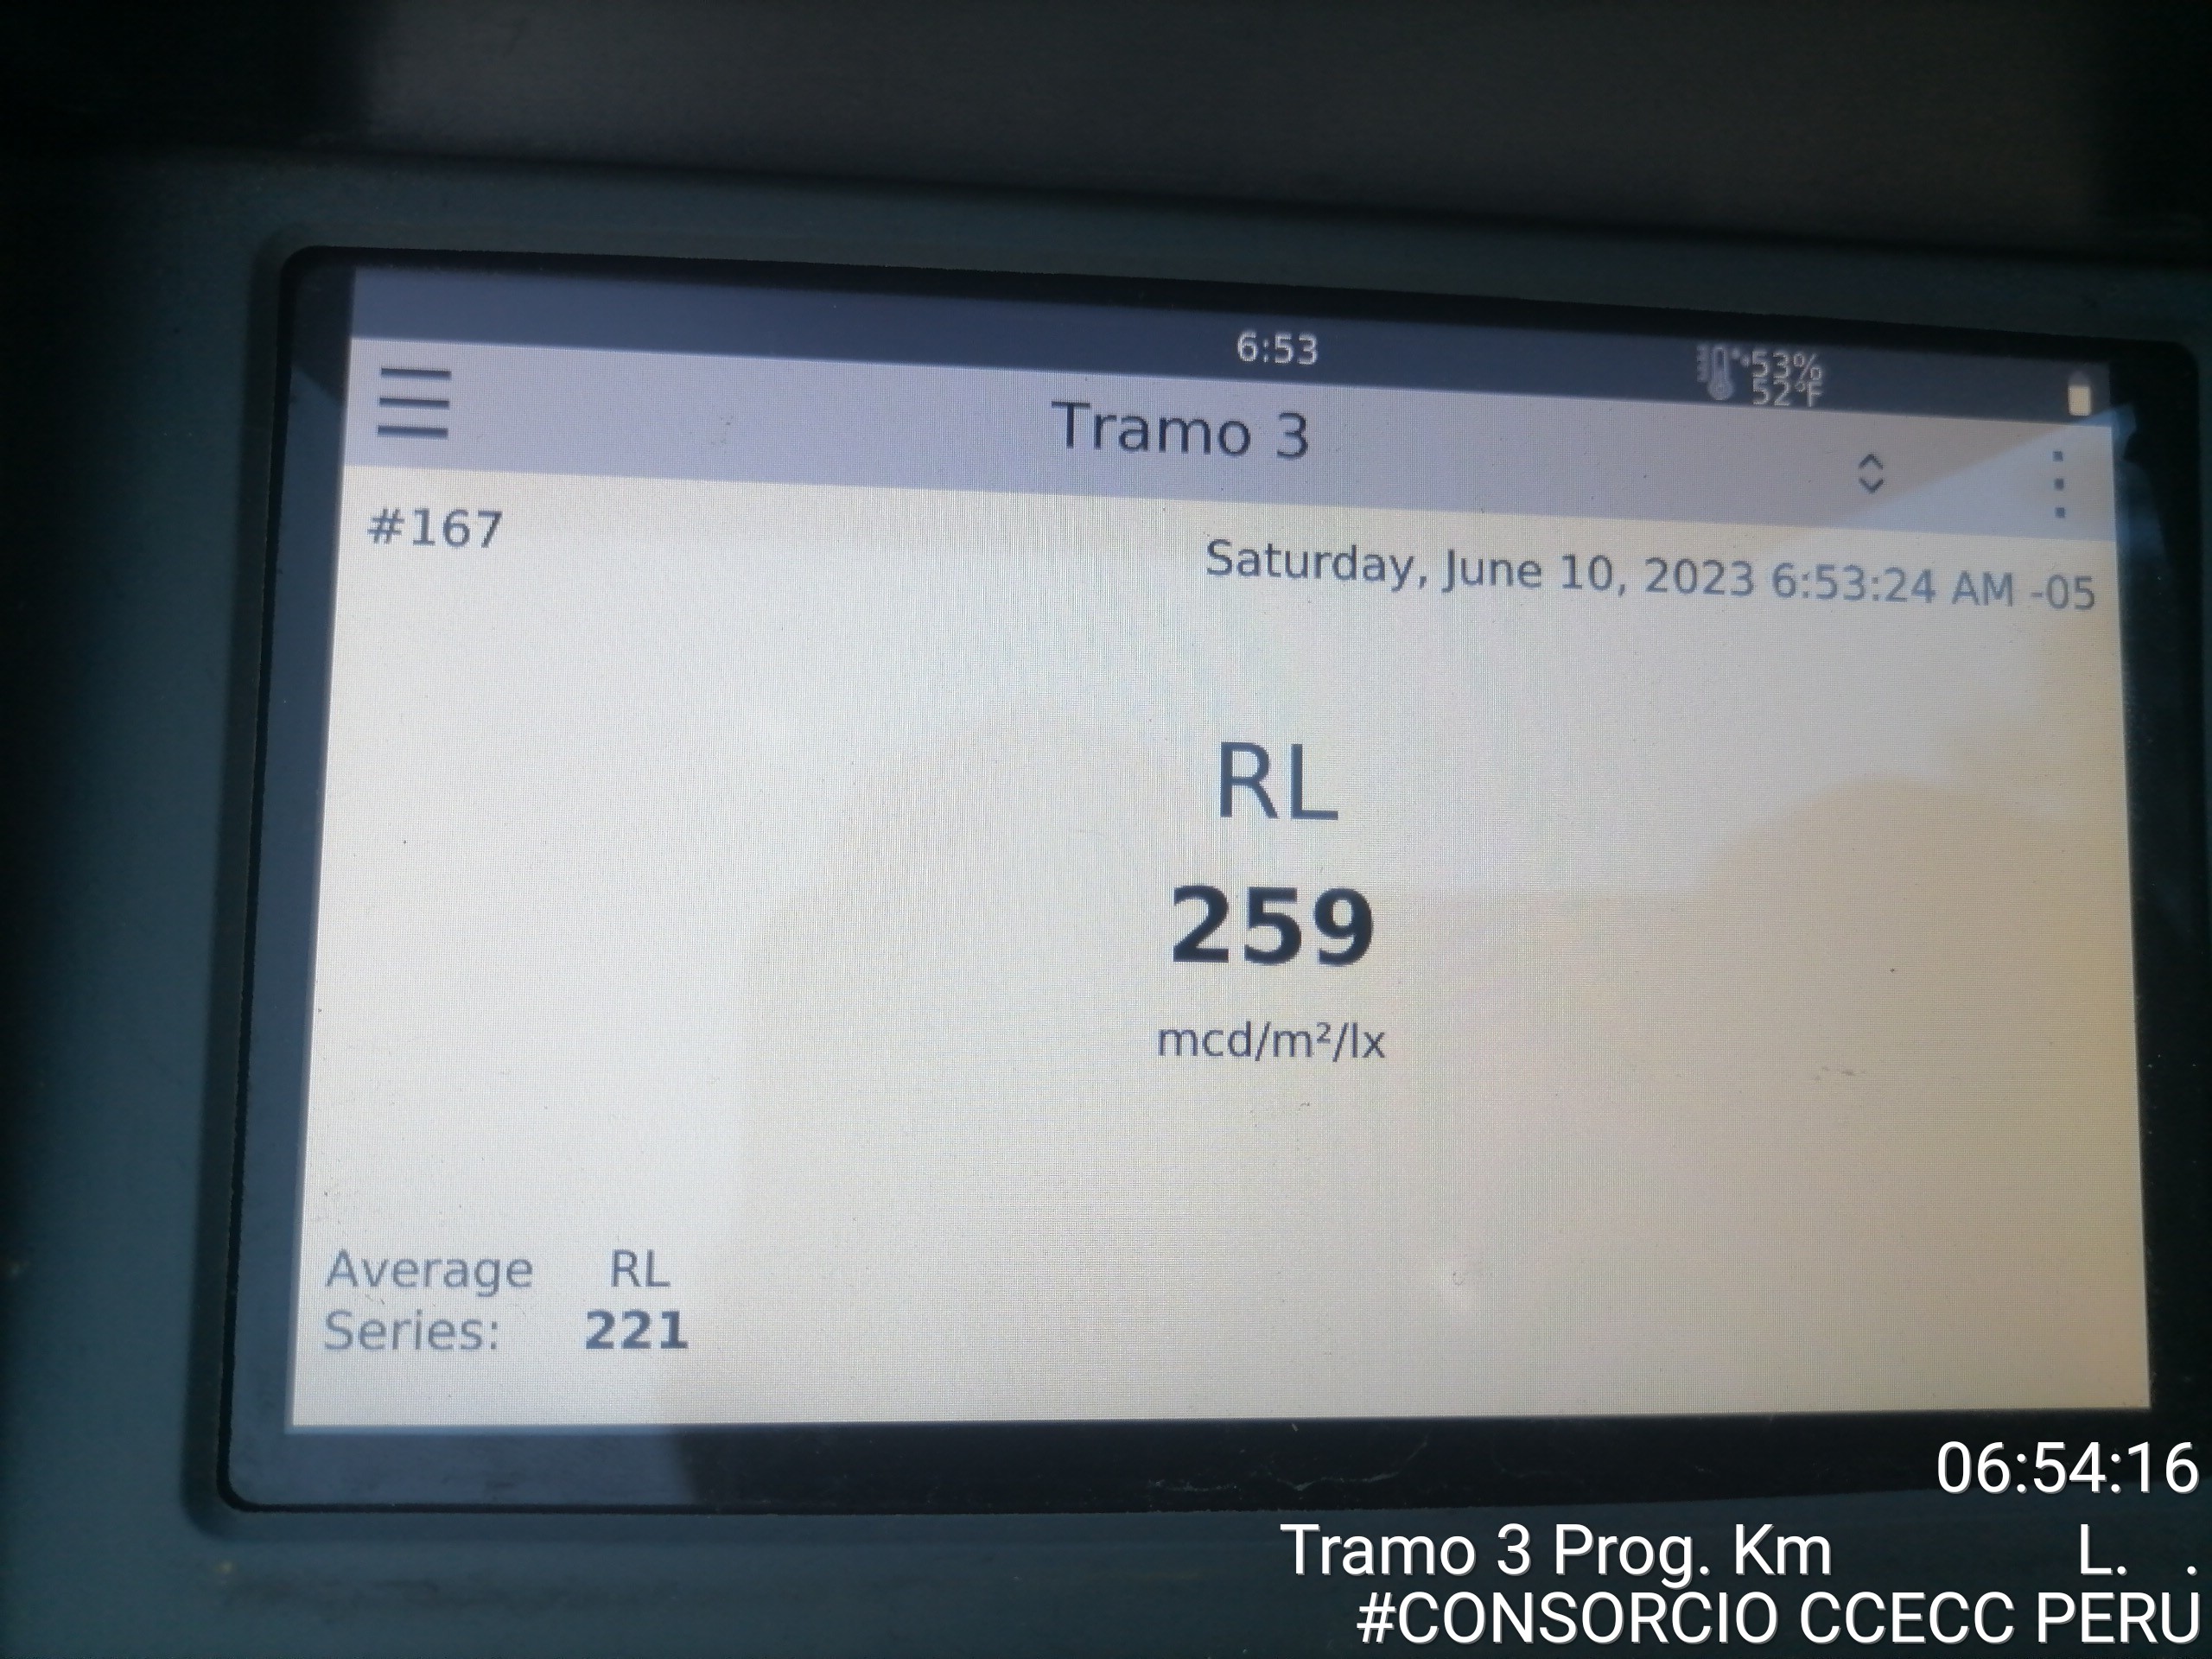 6:53
53%
52°F
Tramo 3
#167
Saturday, June 10, 2023 6:53:24 AM -05
RL
259
mcd/m²/lx
Average RL
Series: 221
06:54:16
Tramo 3 Prog. Km L. .
#CONSORCIO CCECC PERU